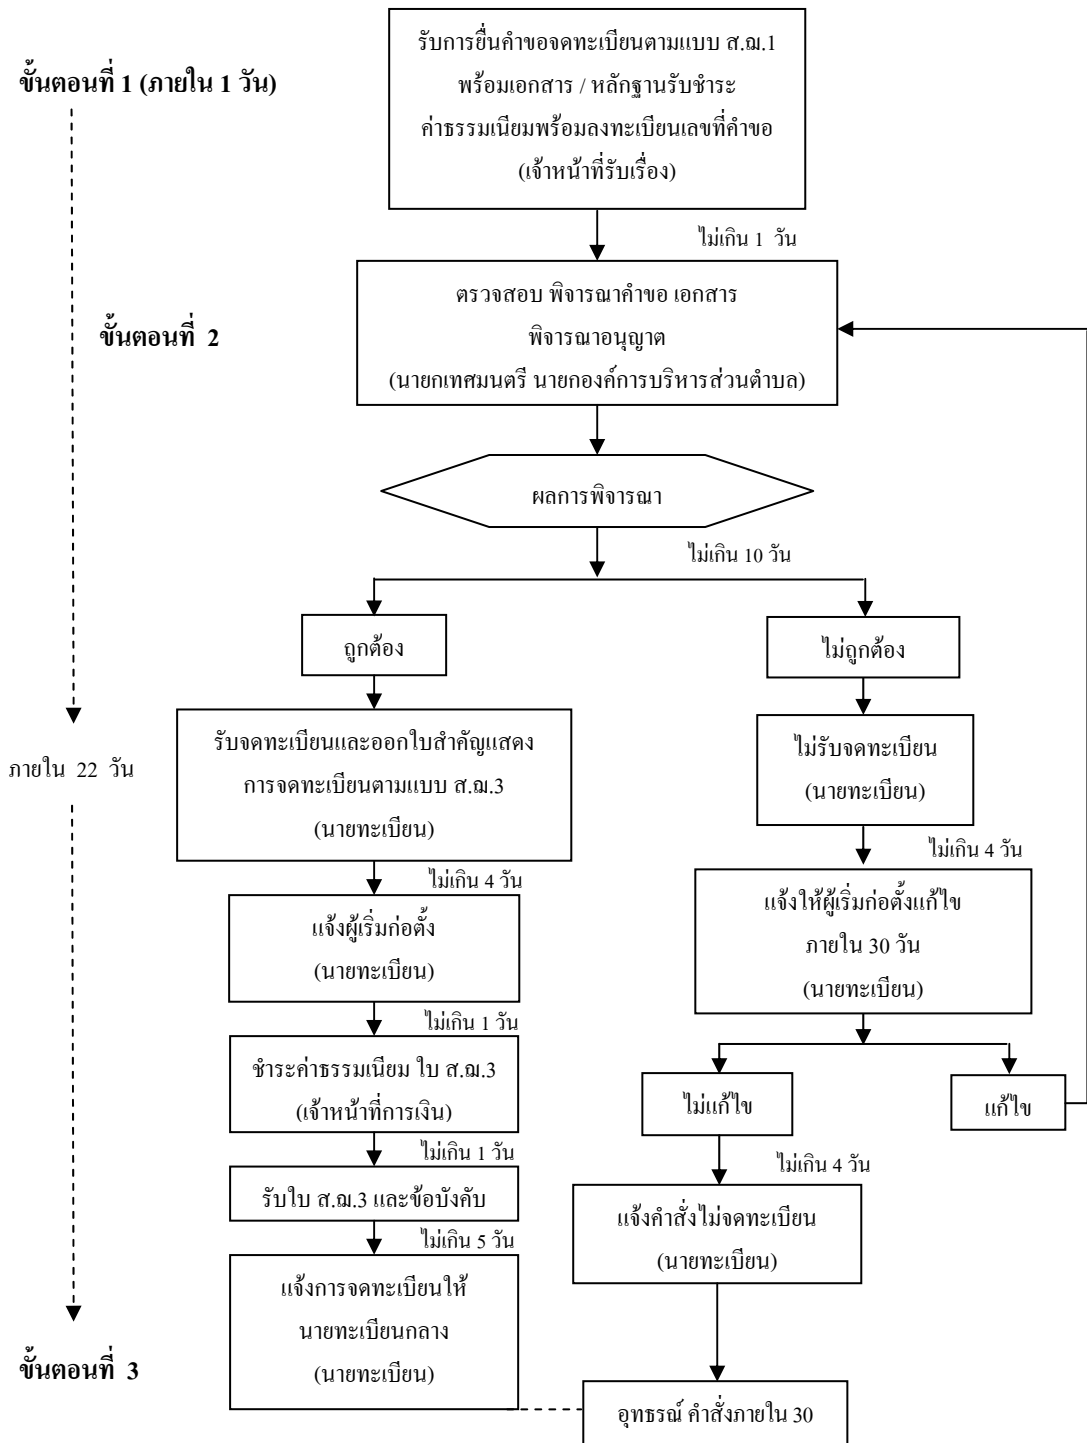 รับการยื่นคำขอจดทะเบียนตามแบบ ส.ฌ.1
พร้อมเอกสาร / หลักฐานรับชำระ
ค่าธรรมเนียมพร้อมลงทะเบียนเลขที่คำขอ
(เจ้าหน้าที่รับเรื่อง)
ขั้นตอนที่ 1 (ภายใน 1 วัน)
ไม่เกิน 1 วัน
ขั้นตอนที่ 2
ตรวจสอบ พิจารณาคำขอ เอกสาร
พิจารณาอนุญาต
(นายกเทศมนตรี นายกองค์การบริหารส่วนตำบล)
ผลการพิจารณา
ไม่เกิน 10 วัน
ถูกต้อง
ไม่ถูกต้อง
ภายใน 22 วัน
รับจดทะเบียนและออกใบสำคัญแสดง
การจดทะเบียนตามแบบ ส.ฌ.3
(นายทะเบียน)
ไม่รับจดทะเบียน
(นายทะเบียน)
ไม่เกิน 4 วัน
ไม่เกิน 4 วัน
แจ้งผู้เริ่มก่อตั้ง
(นายทะเบียน)
แจ้งให้ผู้เริ่มก่อตั้งแก้ไข
ภายใน 30 วัน
(นายทะเบียน)
ไม่เกิน 1 วัน
ชำระค่าธรรมเนียม ใบ ส.ฌ.3
(เจ้าหน้าที่การเงิน)
ไม่แก้ไข
แก้ไข
ไม่เกิน 1 วัน
ไม่เกิน 4 วัน
รับใบ ส.ฌ.3 และข้อบังคับ
แจ้งคำสั่งไม่จดทะเบียน
(นายทะเบียน)
ไม่เกิน 5 วัน
แจ้งการจดทะเบียนให้
นายทะเบียนกลาง
(นายทะเบียน)
ขั้นตอนที่ 3
อุทธรณ์ คำสั่งภายใน 30